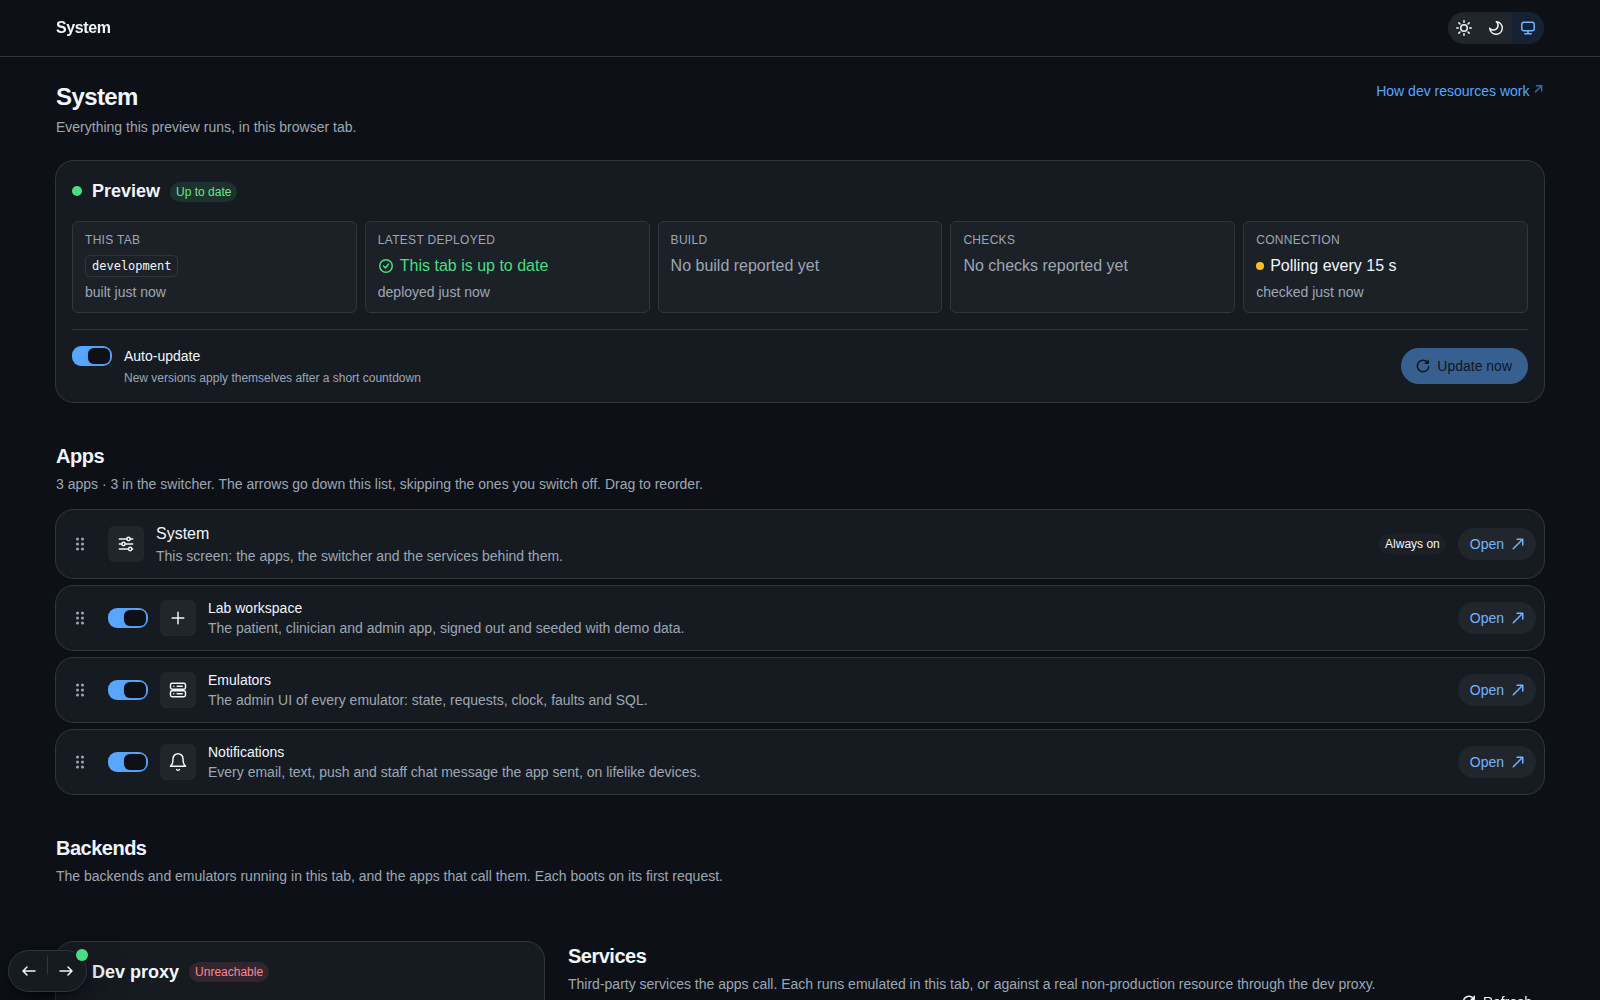 System
System
How dev resources work
Everything this preview runs, in this browser tab.
Preview
Up to date
THIS TAB
development
built just now
LATEST DEPLOYED
This tab is up to date
deployed just now
BUILD
No build reported yet
CHECKS
No checks reported yet
CONNECTION
Polling every 15 s
checked just now
Auto-update
New versions apply themselves after a short countdown
Update now
Apps
3 apps · 3 in the switcher. The arrows go down this list, skipping the ones you switch off. Drag to reorder.
System
This screen: the apps, the switcher and the services behind them.
Always on
Open
Lab workspace
The patient, clinician and admin app, signed out and seeded with demo data.
Open
Emulators
The admin UI of every emulator: state, requests, clock, faults and SQL.
Open
Notifications
Every email, text, push and staff chat message the app sent, on lifelike devices.
Open
Backends
The backends and emulators running in this tab, and the apps that call them. Each boots on its first request.
Dev proxy
Unreachable
Services
Third-party services the apps call. Each runs emulated in this tab, or against a real non-production resource through the dev proxy.
Refresh